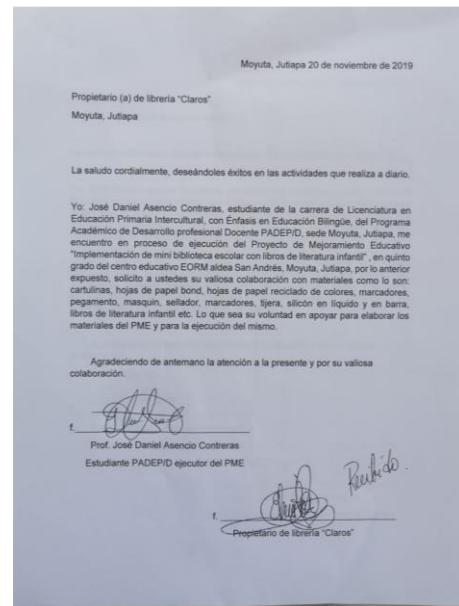 Moyuta, Jutiapa 20 de noviembre de 2019
Propietario (a) de librería "Claros"
Moyuta, Jutiapa
La saludo cordialmente, deseándoles éxitos en las actividades que realiza a diario.
Yo: José Daniel Asencio Contreras, estudiante de la carrera de Licenciatura en
Educación Primaria Intercultural, con Énfasis en Educación Bilingüe, del Programa
Académico de Desarrollo profesional Docente PADEP/D, sede Moyuta, Jutiapa, me
encuentro en proceso de ejecución del Proyecto de Mejoramiento Educativo
"Implementación de mini biblioteca escolar con libros de literatura infantil" , en quinto
grado del centro educativo EORM aldea San Andrés, Moyuta, Jutiapa, por lo anterior
expuesto, solicito a ustedes su valiosa colaboración con materiales como lo son:
cartulinas, hojas de papel bond, hojas de papel reciclado de colores, marcadores,
pegamento, masquin, sellador, marcadores, tijera, silicón en líquido y en barra,
libros de literatura infantil etc. Lo que sea su voluntad en apoyar para elaborar los
materiales del PME y para la ejecución del mismo.
Agradeciendo de antemano la atención a la presente y por su valiosa
colaboración.
f.
Prof. José Daniel Asencio Contreras
Estudiante PADEP/D ejecutor del PME
Recibido.
f.
Propietario de librería "Claros"